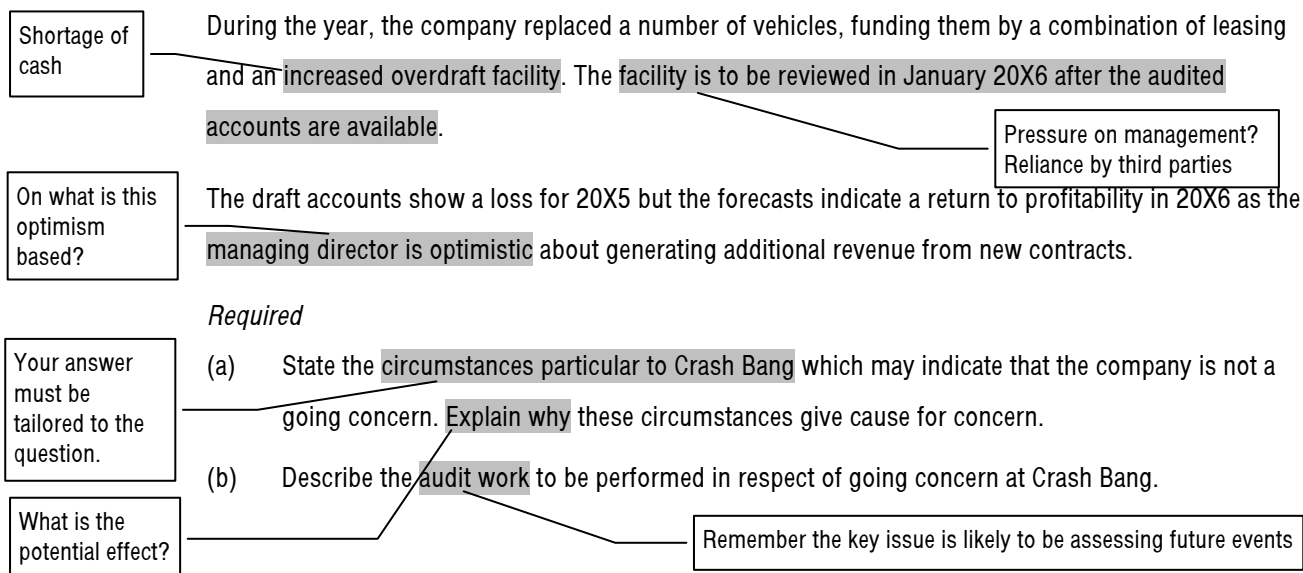 Shortage of
cash
During the year, the company replaced a number of vehicles, funding them by a combination of leasing
and an increased overdraft facility. The facility is to be reviewed in January 20X6 after the audited
accounts are available.
Pressure on management?
Reliance by third parties
On what is this
optimism
based?
The draft accounts show a loss for 20X5 but the forecasts indicate a return to profitability in 20X6 as the
managing director is optimistic about generating additional revenue from new contracts.
Required
Your answer
must be
tailored to the
question.
(a) State the circumstances particular to Crash Bang which may indicate that the company is not a
going concern. Explain why these circumstances give cause for concern.
(b) Describe the audit work to be performed in respect of going concern at Crash Bang.
What is the
potential effect?
Remember the key issue is likely to be assessing future events